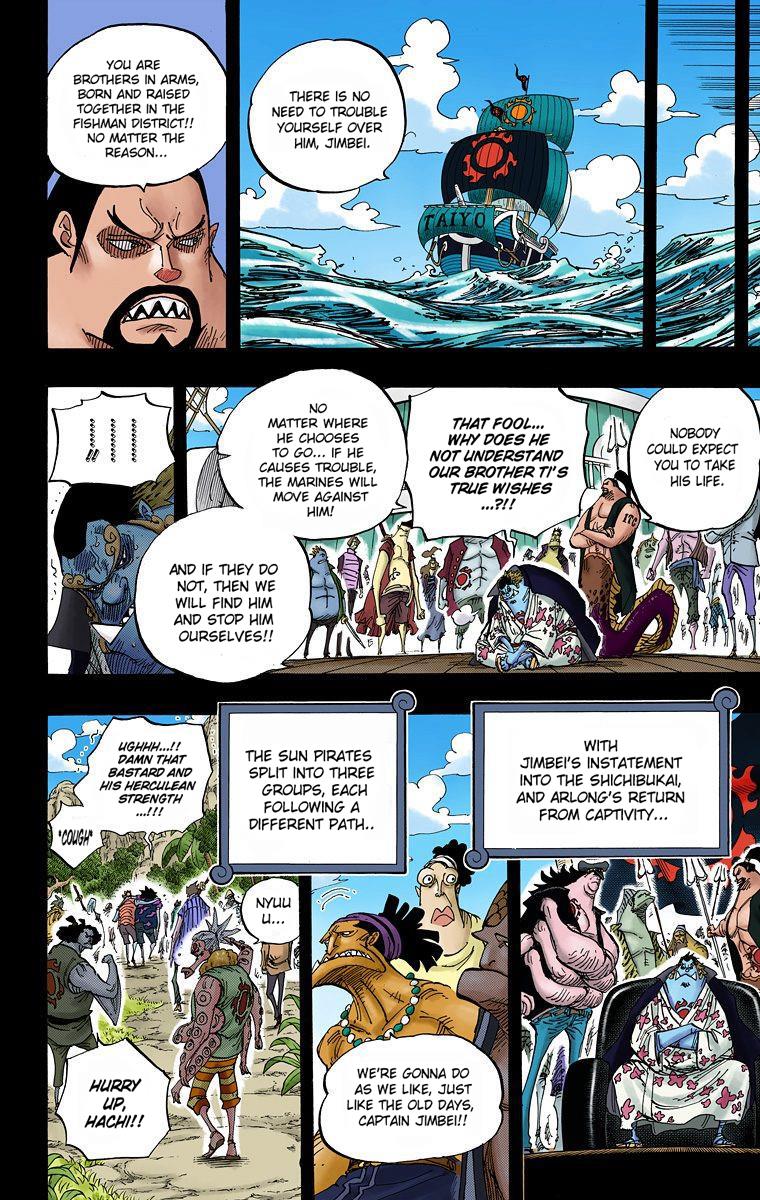 THERE IS NO
NEED TO TROUBLE
YOURSELF OVER
HIM, JIMBEI.
TAIYO
YOU ARE
BROTHERS IN ARMS,
BORN AND RAISED
TOGETHER IN THE
FISHMAN DISTRICT!!
NO MATTER THE
REASON...
NOBODY
COULD EXPECT
YOU TO TAKE
HIS LIFE.
THAT FOOL...
WHY DOES HE
NOT UNDERSTAND
OUR BROTHER TI'S
TRUE WISHES
...?!!
NO
MATTER WHERE
HE CHOOSES
TO GO... IF HE
CAUSES TROUBLE,
THE MARINES WILL
MOVE AGAINST
HIM!
AND IF THEY DO
NOT, THEN WE
WILL FIND HIM
AND STOP HIM
OURSELVES!!
WITH
JIMBEI'S INSTATEMENT
INTO THE SHICHIBUKAI,
AND ARLONG'S RETURN
FROM CAPTIVITY...
THE SUN PIRATES
SPLIT INTO THREE
GROUPS, EACH
FOLLOWING A
DIFFERENT PATH..
WE'RE GONNA DO
AS WE LIKE, JUST
LIKE THE OLD DAYS,
CAPTAIN JIMBEI!!
UGHHH...!!
DAMN THAT
BASTARD AND
HIS HERCULEAN
STRENGTH
...!!!
*COUGH*
NYUU
U...
HURRY
UP,
HACHI!!